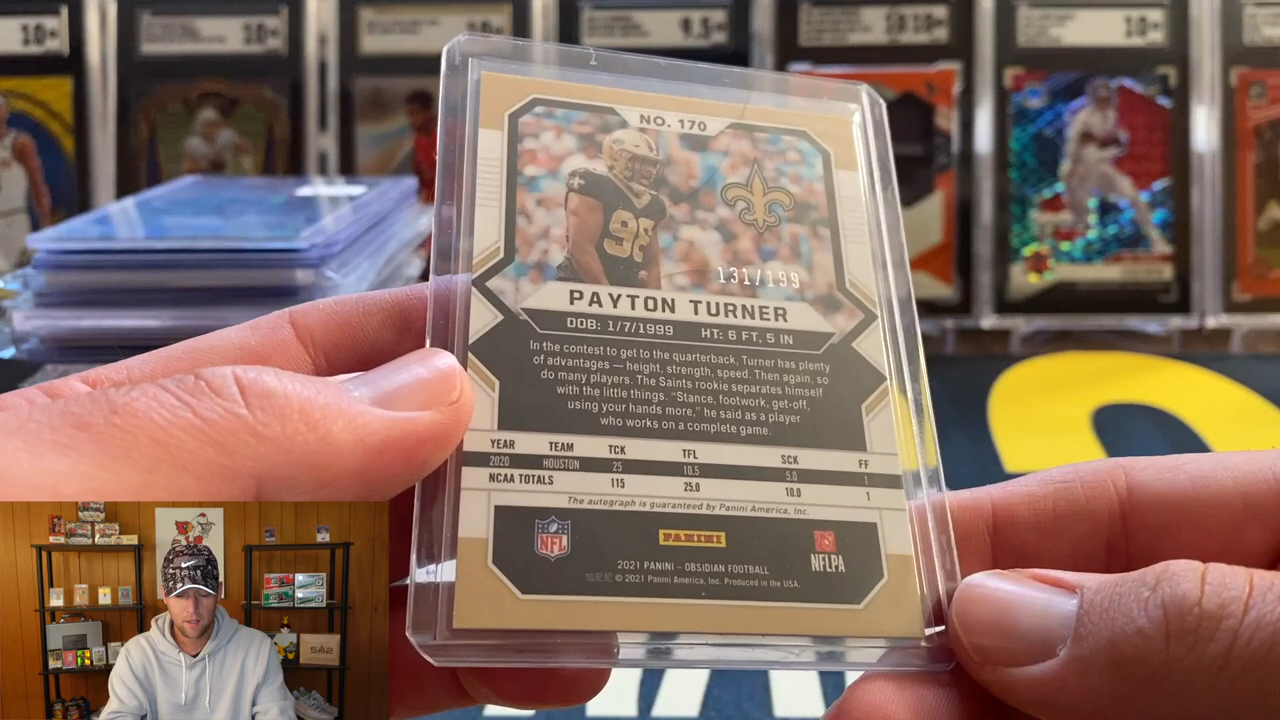 10
10
9.5
10 10
10
NO. 170
98
131/199
PAYTON TURNER
DOB: 1/7/1999 HT: 6 FT, 5 IN
In the contest to get to the quarterback, Turner has plenty
of advantages — height, strength, speed. Then again, so
do many players. The Saints rookie separates himself
with the little things. “Stance, footwork, get-off,
using your hands more,” he said as a player
who works on a complete game.
YEAR TEAM TCK TFL SCK FF
2020 HOUSTON 25 10.5 5.0 1
NCAA TOTALS 115 25.0 10.0 1
The autograph is guaranteed by Panini America, Inc.
NFL PANINI NFLPA
2021 PANINI – OBSIDIAN FOOTBALL
© 2021 Panini America, Inc. Produced in the USA.